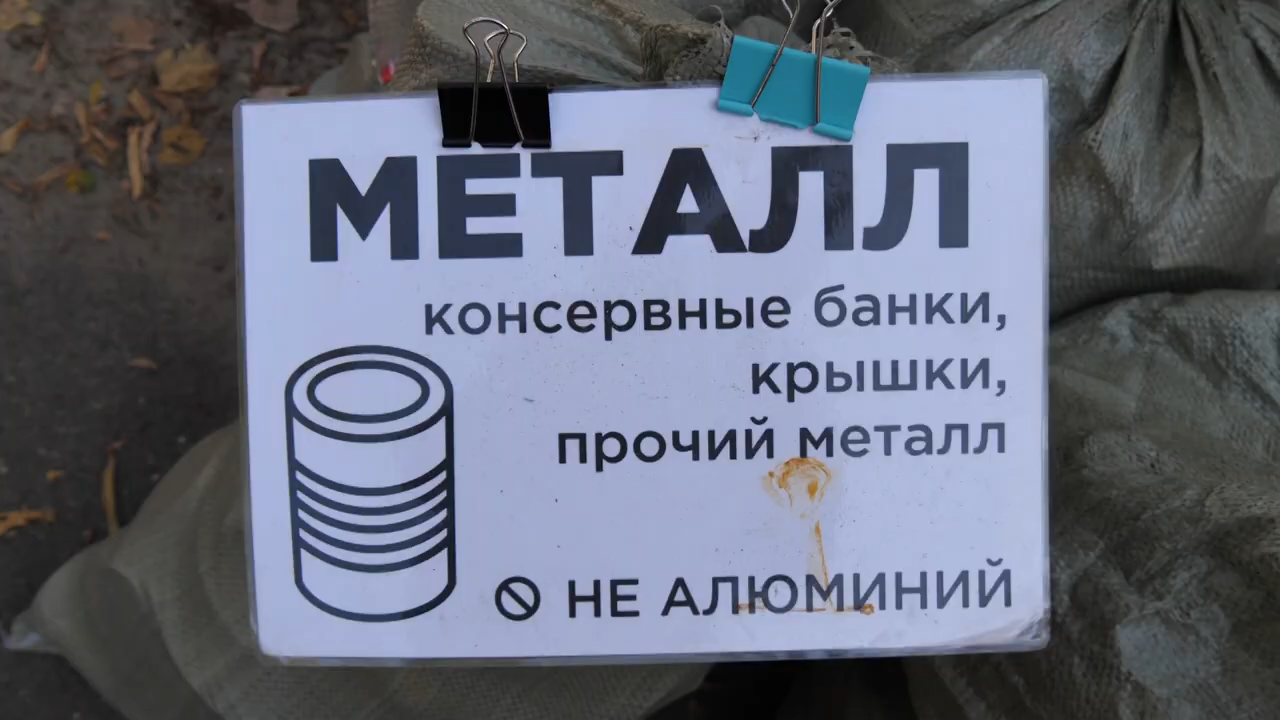 МЕТАЛЛ
консервные банки,
крышки,
прочий металл
НЕ АЛЮМИНИЙ